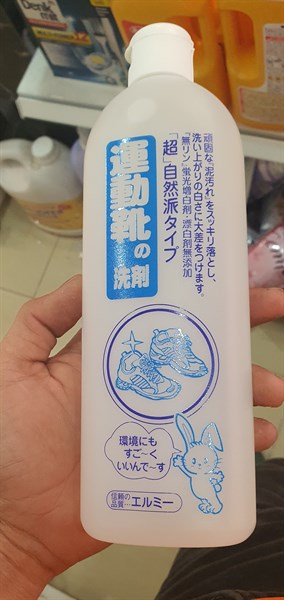 頑固な『泥汚れ』をスッキリ落とし、
洗い上がりの白さに大差をつけます。
『無リン』蛍光増白剤・漂白剤無添加
「超」自然派タイプ
運動靴の洗剤
環境にも
すご〜く
いいんで〜す
信頼の
品質…エルミー
Denkmit